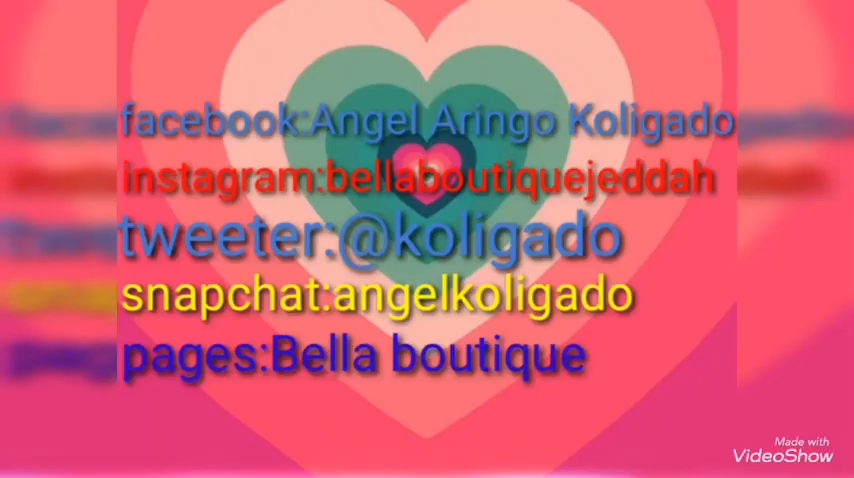 facebook:Angel Aringo Koligado
instagram:bellaboutiquejeddah
tweeter:@koligado
snapchat:angelkoligado
pages:Bella boutique
Made with
VideoShow